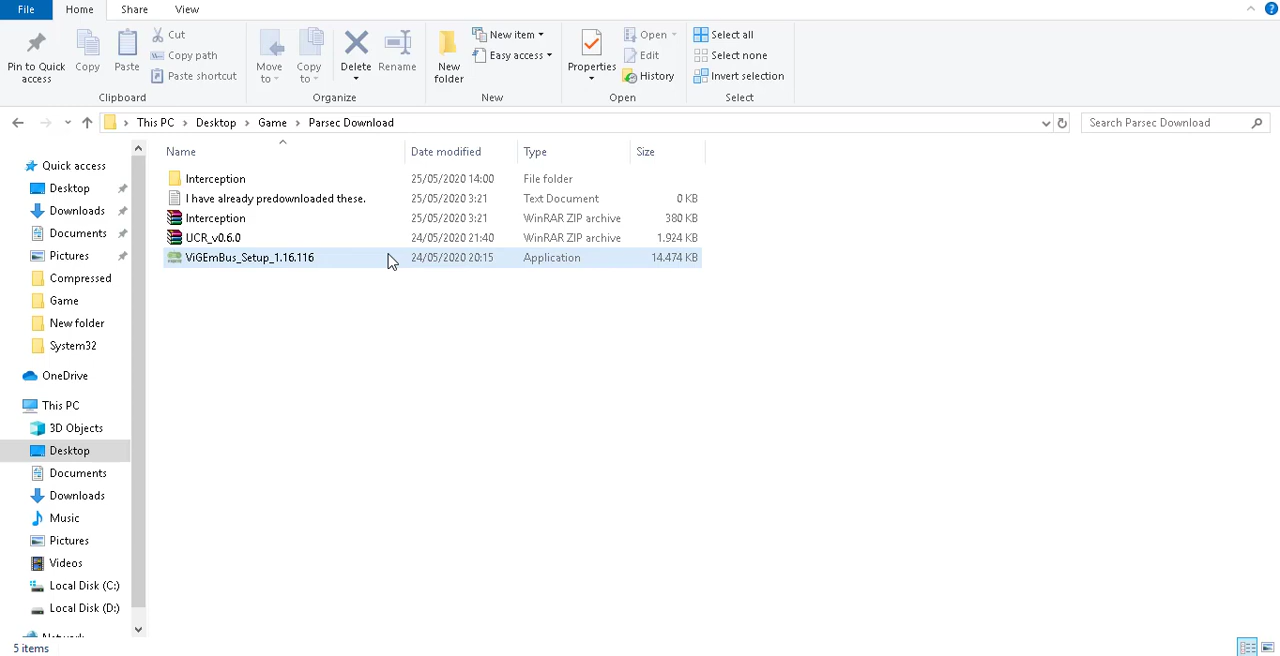 File Home Share View
Pin to Quick access
Copy
Paste
Cut
Copy path
Paste shortcut
Clipboard
Move to
Copy to
Delete
Rename
Organize
New folder
New item
Easy access
New
Properties
Open
Edit
History
Open
Select all
Select none
Invert selection
Select
This PC > Desktop > Game > Parsec Download
Search Parsec Download
Name Date modified Type Size
Interception 25/05/2020 14:00 File folder
I have already predownloaded these. 25/05/2020 3:21 Text Document 0 KB
Interception 25/05/2020 3:21 WinRAR ZIP archive 380 KB
UCR_v0.6.0 24/05/2020 21:40 WinRAR ZIP archive 1.924 KB
ViGEmBus_Setup_1.16.116 24/05/2020 20:15 Application 14.474 KB
Quick access
Desktop
Downloads
Documents
Pictures
Compressed
Game
New folder
System32
OneDrive
This PC
3D Objects
Desktop
Documents
Downloads
Music
Pictures
Videos
Local Disk (C:)
Local Disk (D:)
Network
5 items